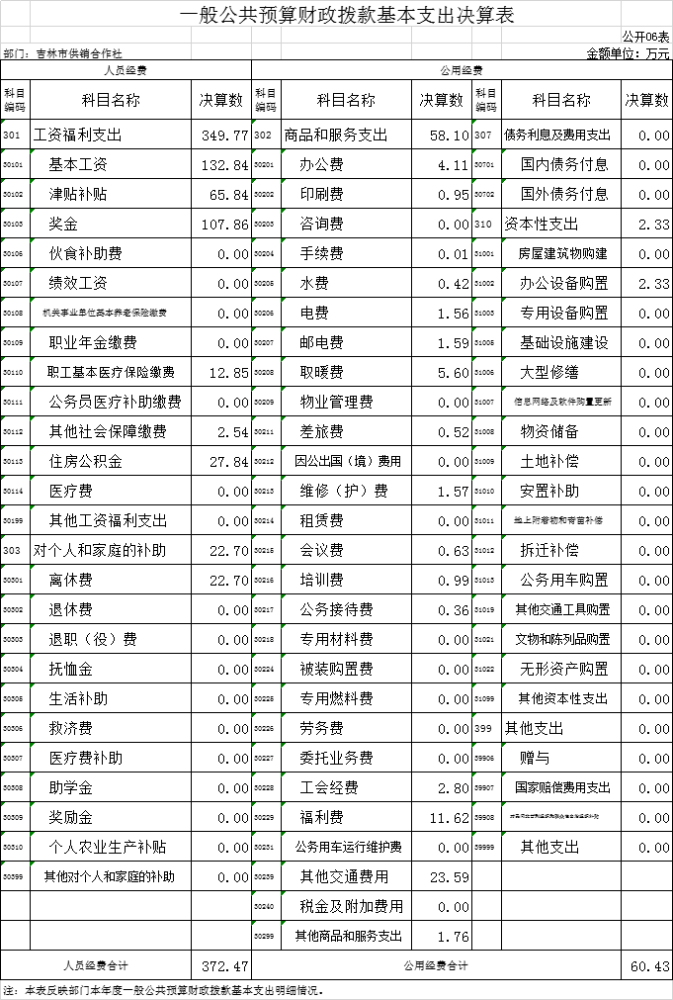 一般公共预算财政拨款基本支出决算表
公开06表
部门：吉林市供销合作社 金额单位：万元
人员经费 公用经费
科目编码 科目名称 决算数 科目编码 科目名称 决算数 科目编码 科目名称 决算数
301 工资福利支出 349.77 302 商品和服务支出 58.10 307 债务利息及费用支出 0.00
30101 基本工资 132.84 30201 办公费 4.11 30701 国内债务付息 0.00
30102 津贴补贴 65.84 30202 印刷费 0.95 30702 国外债务付息 0.00
30103 奖金 107.86 30203 咨询费 0.00 310 资本性支出 2.33
30106 伙食补助费 0.00 30204 手续费 0.01 31001 房屋建筑物购建 0.00
30107 绩效工资 0.00 30205 水费 0.42 31002 办公设备购置 2.33
30108 机关事业单位基本养老保险缴费 0.00 30206 电费 1.56 31003 专用设备购置 0.00
30109 职业年金缴费 0.00 30207 邮电费 1.59 31005 基础设施建设 0.00
30110 职工基本医疗保险缴费 12.85 30208 取暖费 5.60 31006 大型修缮 0.00
30111 公务员医疗补助缴费 0.00 30209 物业管理费 0.00 31007 信息网络及软件购置更新 0.00
30112 其他社会保障缴费 2.54 30211 差旅费 0.52 31008 物资储备 0.00
30113 住房公积金 27.84 30212 因公出国（境）费用 0.00 31009 土地补偿 0.00
30114 医疗费 0.00 30213 维修（护）费 1.57 31010 安置补助 0.00
30199 其他工资福利支出 0.00 30214 租赁费 0.00 31011 地上附着物和青苗补偿 0.00
303 对个人和家庭的补助 22.70 30215 会议费 0.63 31012 拆迁补偿 0.00
30301 离休费 22.70 30216 培训费 0.99 31013 公务用车购置 0.00
30302 退休费 0.00 30217 公务接待费 0.36 31019 其他交通工具购置 0.00
30303 退职（役）费 0.00 30218 专用材料费 0.00 31021 文物和陈列品购置 0.00
30304 抚恤金 0.00 30224 被装购置费 0.00 31022 无形资产购置 0.00
30305 生活补助 0.00 30225 专用燃料费 0.00 31099 其他资本性支出 0.00
30306 救济费 0.00 30226 劳务费 0.00 399 其他支出 0.00
30307 医疗费补助 0.00 30227 委托业务费 0.00 39906 赠与 0.00
30308 助学金 0.00 30228 工会经费 2.80 39907 国家赔偿费用支出 0.00
30309 奖励金 0.00 30229 福利费 11.62 39908 0.00
30310 个人农业生产补贴 0.00 30231 公务用车运行维护费 0.00 39999 其他支出 0.00
30399 其他对个人和家庭的补助 0.00 30239 其他交通费用 23.59
30240 税金及附加费用 0.00
30299 其他商品和服务支出 1.76
人员经费合计 372.47 公用经费合计 60.43
注：本表反映部门本年度一般公共预算财政拨款基本支出明细情况。